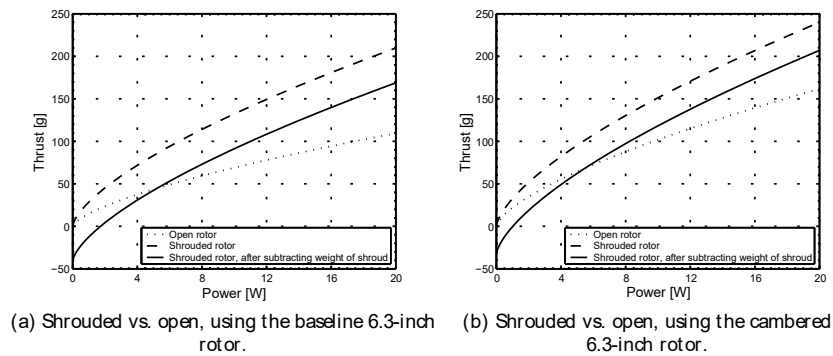 250
200
150
100
50
0
−50
0
4
8
12
16
20
Thrust [g]
Power [W]
Open rotor
Shrouded rotor
Shrouded rotor, after subtracting weight of shroud
(a) Shrouded vs. open, using the baseline 6.3-inch
rotor.
250
200
150
100
50
0
−50
0
4
8
12
16
20
Thrust [g]
Power [W]
Open rotor
Shrouded rotor
Shrouded rotor, after subtracting weight of shroud
(b) Shrouded vs. open, using the cambered
6.3-inch rotor.